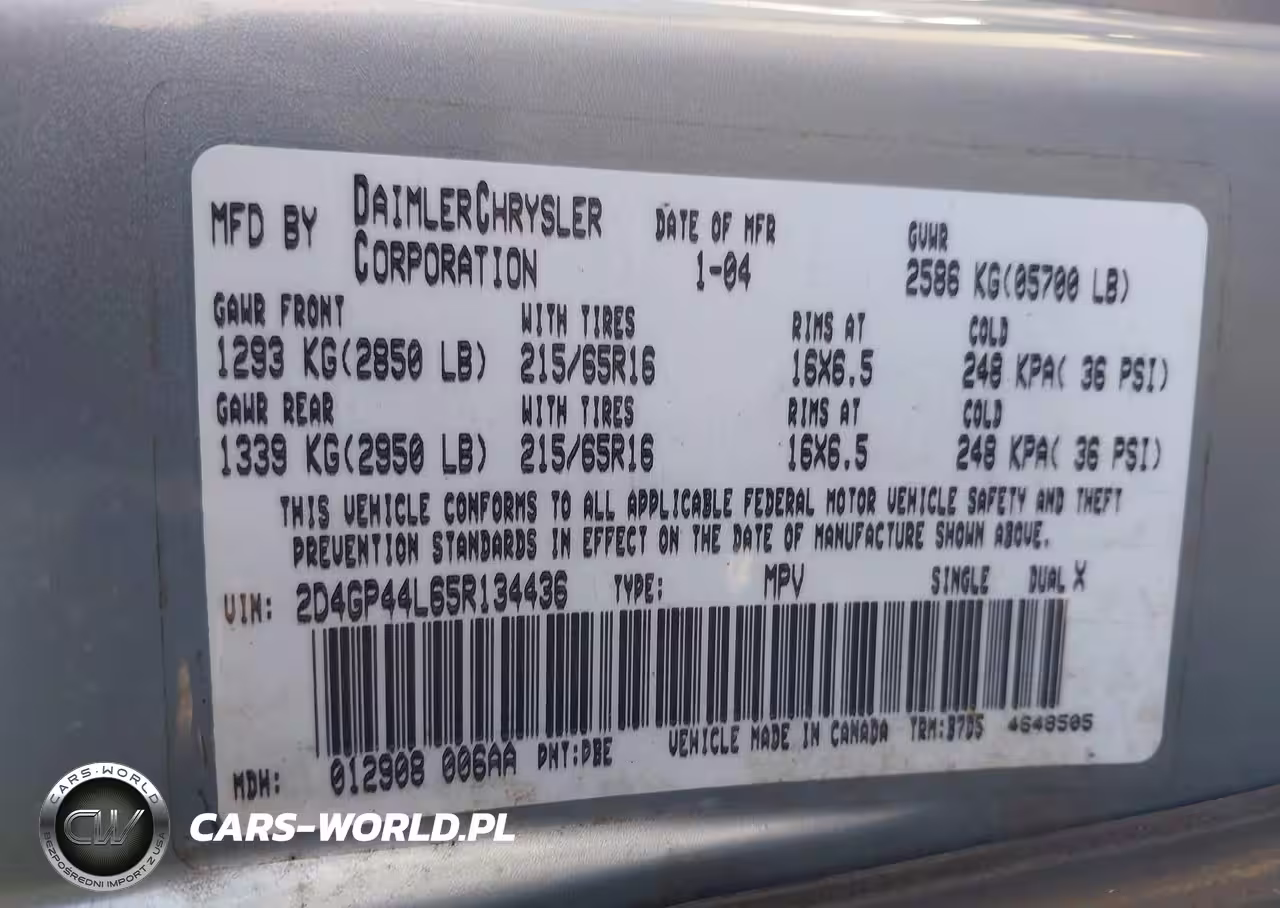 MFD BY DAIMLERCHRYSLER CORPORATION DATE OF MFR 1-04 GVWR 2586 KG(05700 LB)
GAWR FRONT WITH TIRES RIMS AT COLD
1293 KG(2850 LB) 215/65R16 16X6.5 248 KPA( 36 PSI)
GAWR REAR WITH TIRES RIMS AT COLD
1339 KG(2950 LB) 215/65R16 16X6.5 248 KPA( 36 PSI)
THIS VEHICLE CONFORMS TO ALL APPLICABLE FEDERAL MOTOR VEHICLE SAFETY AND THEFT
PREVENTION STANDARDS IN EFFECT ON THE DATE OF MANUFACTURE SHOWN ABOVE.
VIN: 2D4GP44L65R134436 TYPE: MPV SINGLE DUAL X
MDH: 012908 006AA PNT:DBE VEHICLE MADE IN CANADA TRM:B7D5 4648505
CARS-WORLD
CW
BEZPOŚREDNI IMPORT Z USA
CARS-WORLD.PL